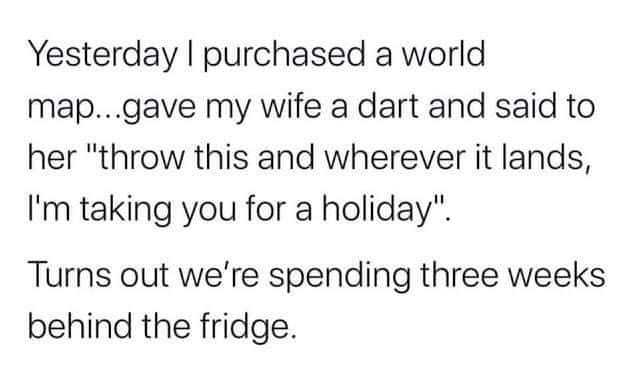 Yesterday I purchased a world
map...gave my wife a dart and said to
her "throw this and wherever it lands,
I'm taking you for a holiday".
Turns out we’re spending three weeks
behind the fridge.